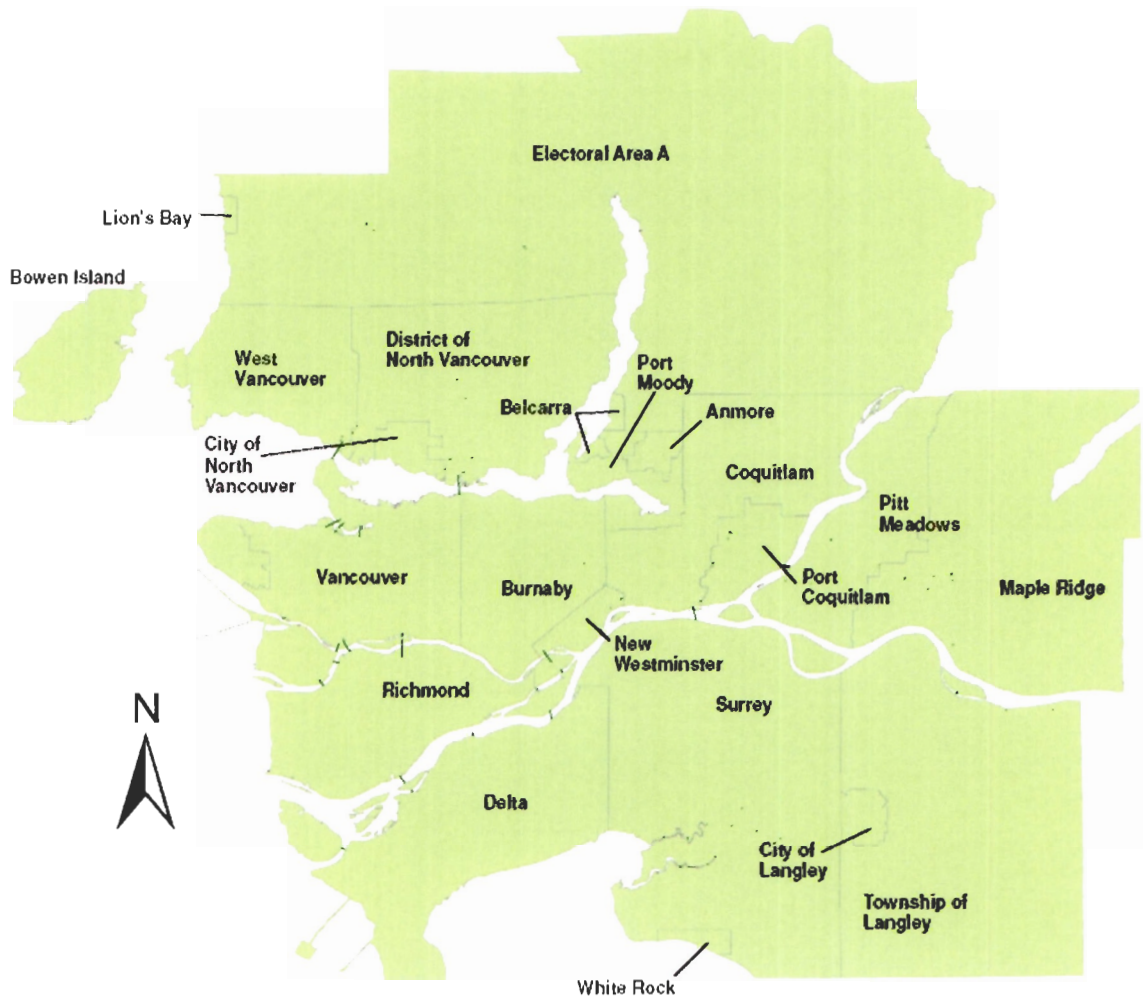 Electoral Area A
Lion's Bay
Bowen Island
West
Vancouver
District of
North Vancouver
Port
Moody
Belcarra
Anmore
City of
North
Vancouver
Coquitlam
Pitt
Meadows
Vancouver
Burnaby
Port
Coquitlam
Maple Ridge
New
Westminster
Richmond
Surrey
N
Delta
City of
Langley
Township of
Langley
White Rock